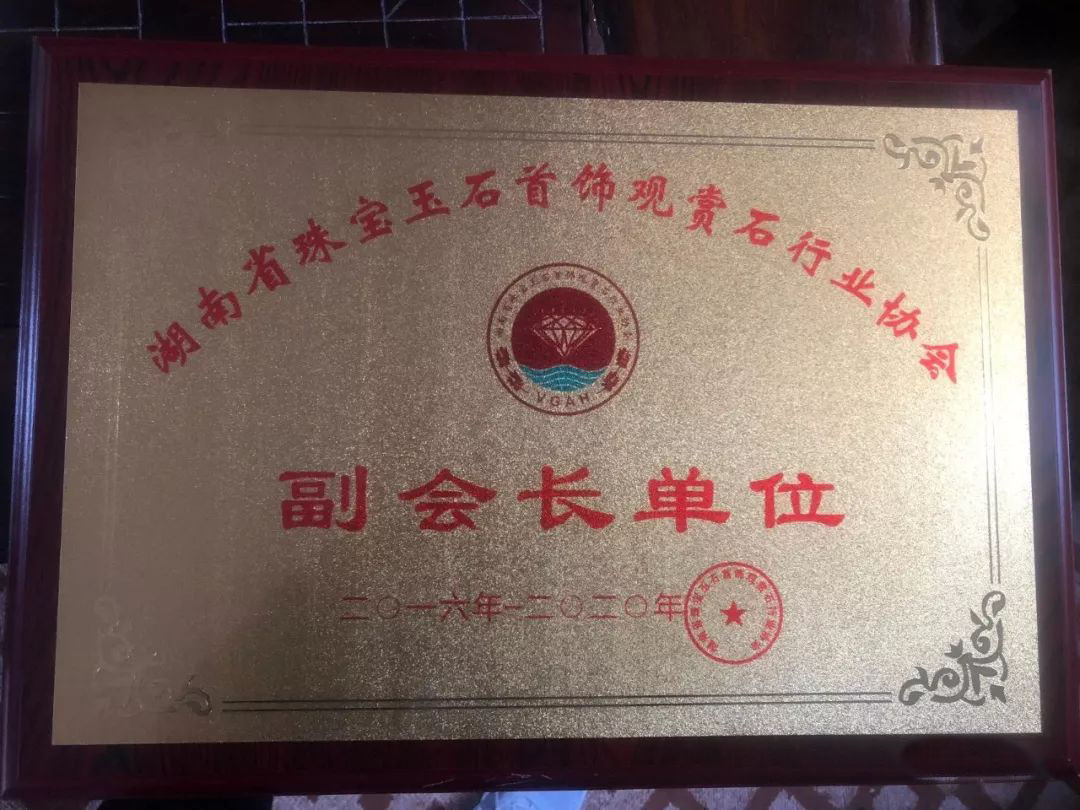 湖南省珠宝玉石首饰观赏石行业协会
VGAH
副会长单位
二〇一六年-二〇二〇年